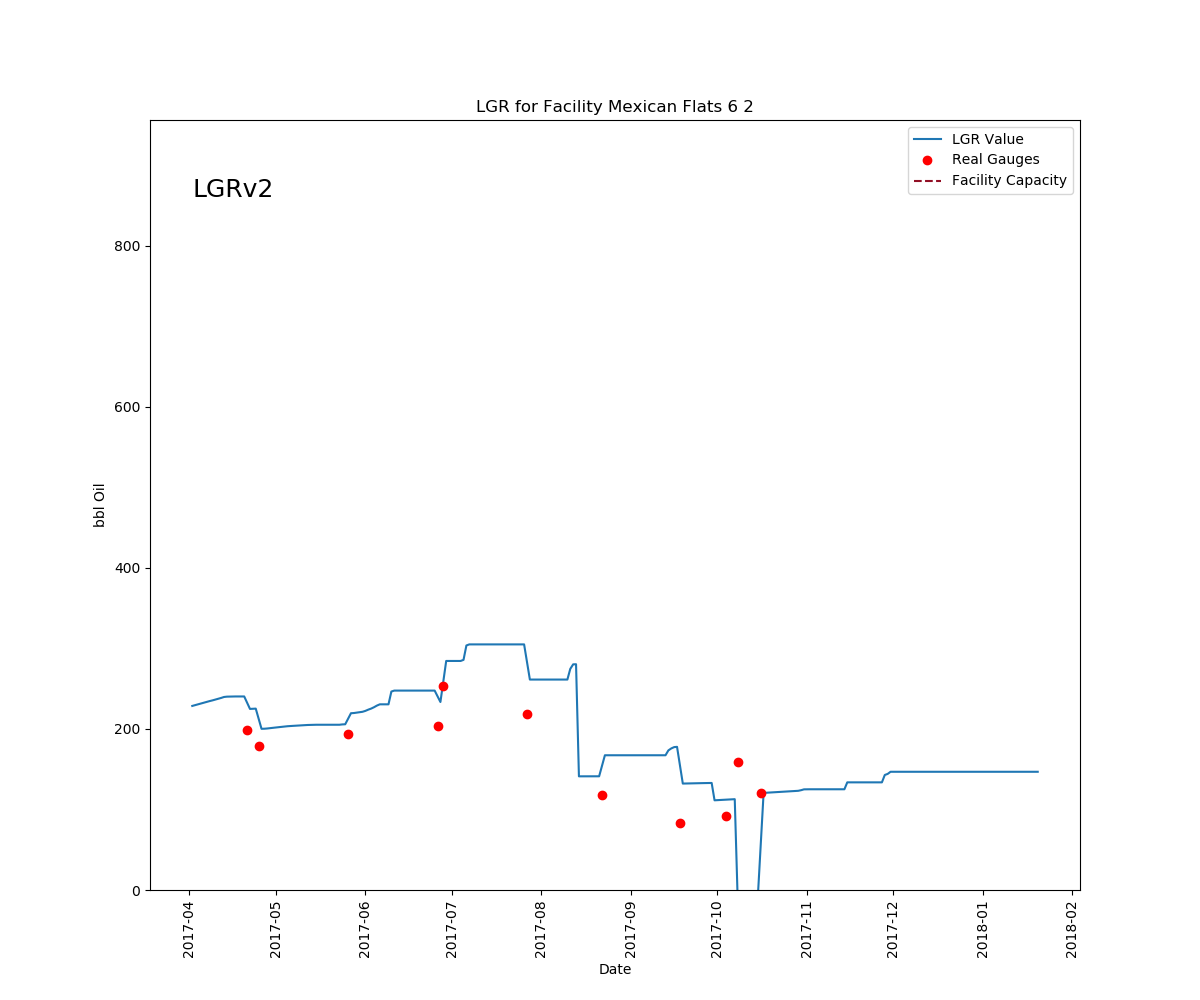 LGR for Facility Mexican Flats 6 2
LGR Value
Real Gauges
Facility Capacity
LGRv2
800
600
400
200
0
bbl Oil
2017-04
2017-05
2017-06
2017-07
2017-08
2017-09
2017-10
2017-11
2017-12
2018-01
2018-02
Date